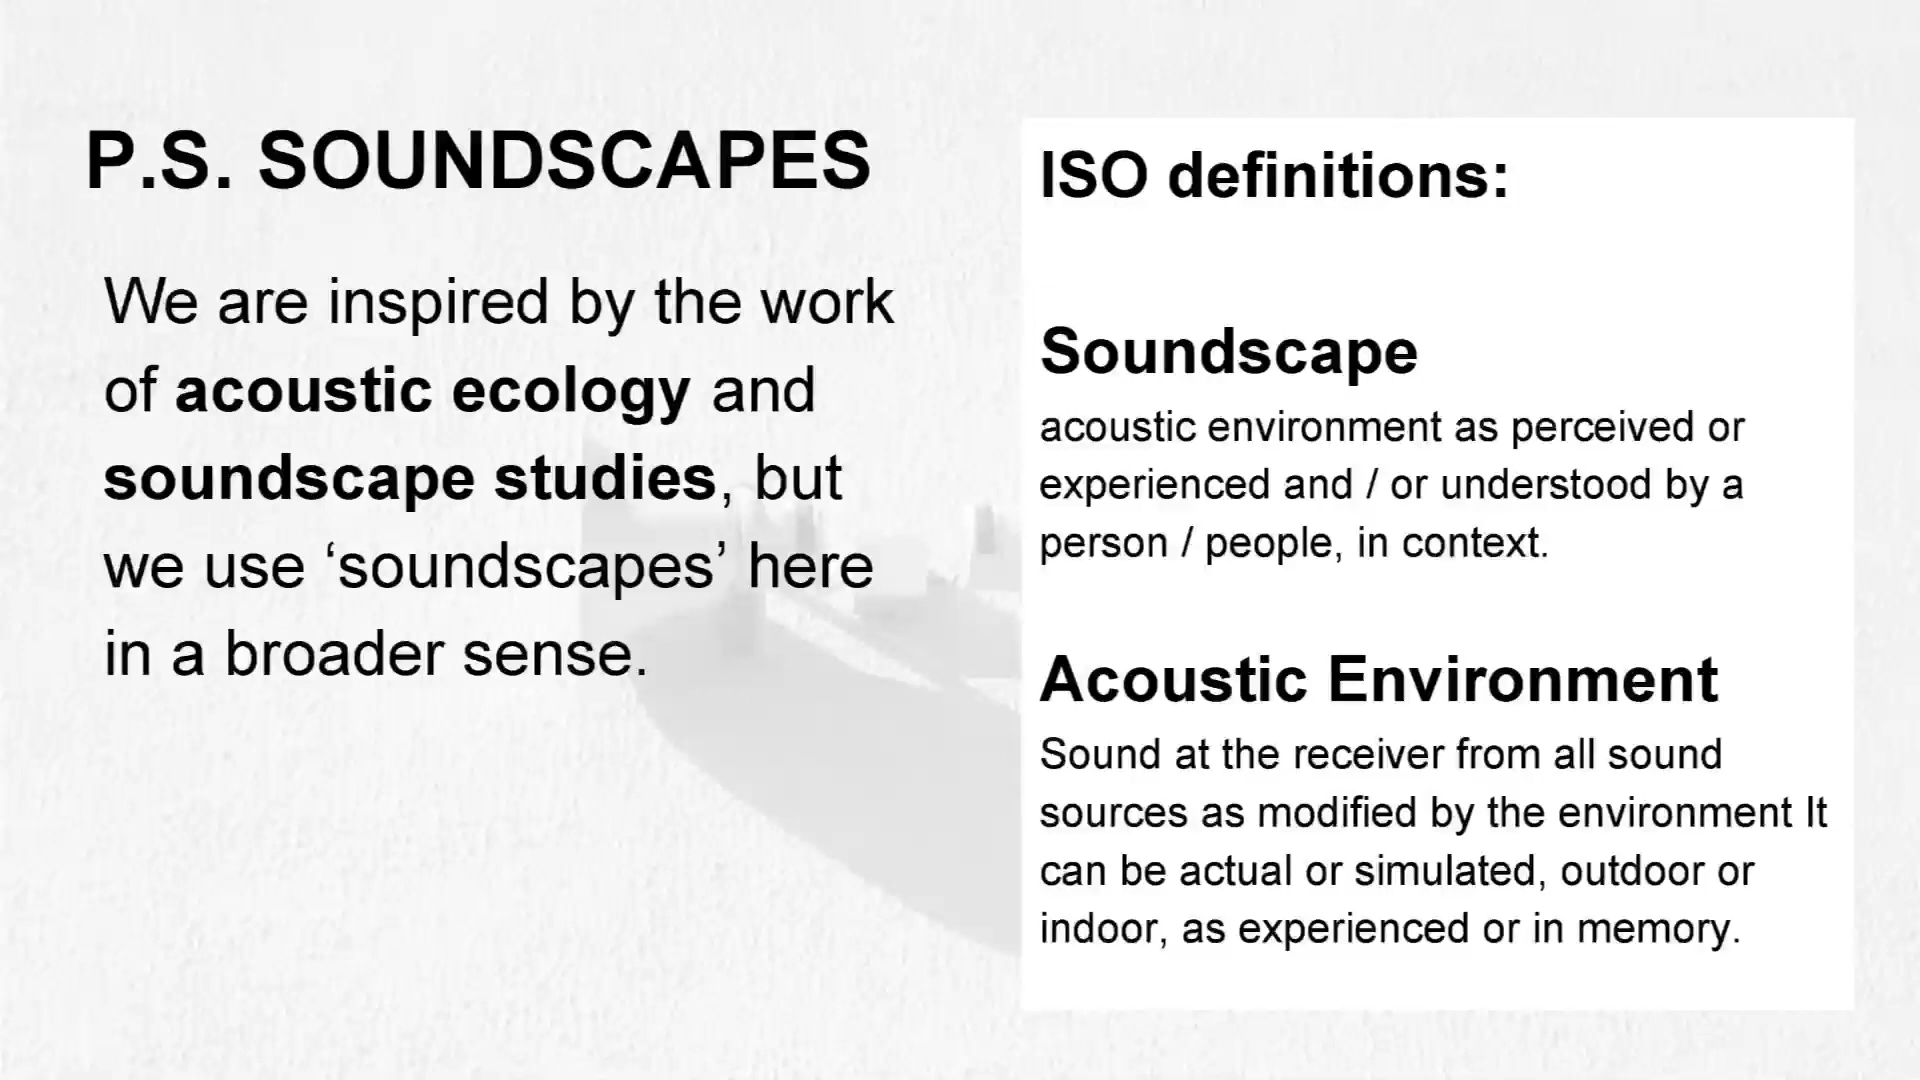 P.S. SOUNDSCAPES
We are inspired by the work
of acoustic ecology and
soundscape studies, but
we use ‘soundscapes’ here
in a broader sense.
ISO definitions:
Soundscape
acoustic environment as perceived or
experienced and / or understood by a
person / people, in context.
Acoustic Environment
Sound at the receiver from all sound
sources as modified by the environment It
can be actual or simulated, outdoor or
indoor, as experienced or in memory.